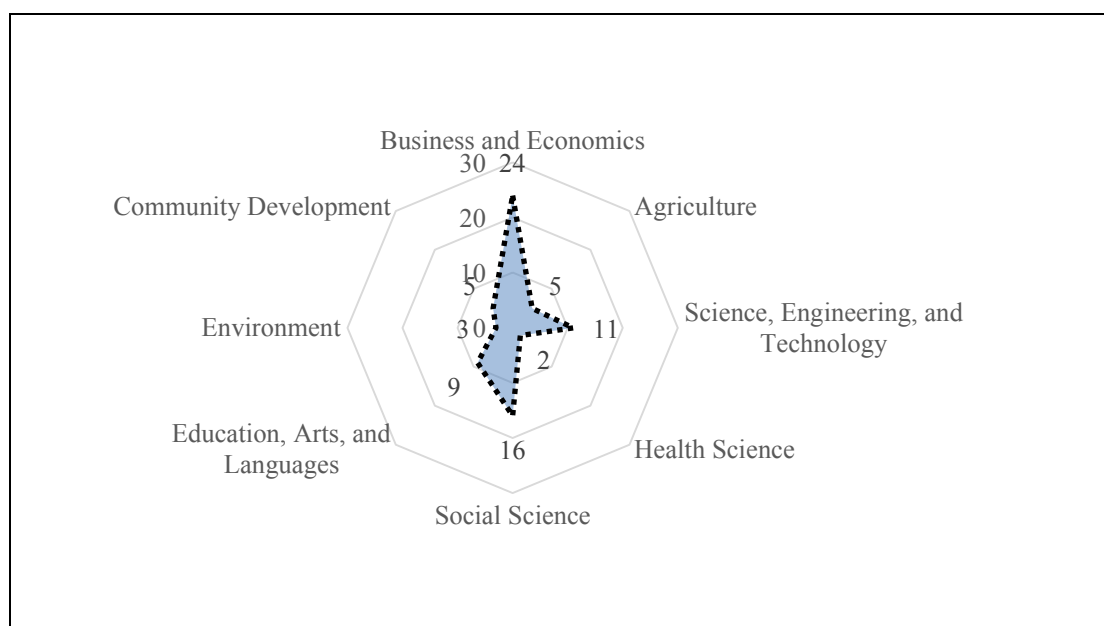 Business and Economics
30 24
Community Development
Agriculture
20
10
5 5
Environment
3 0
11
Science, Engineering, and
Technology
2
9
Education, Arts, and
Languages
16
Health Science
Social Science